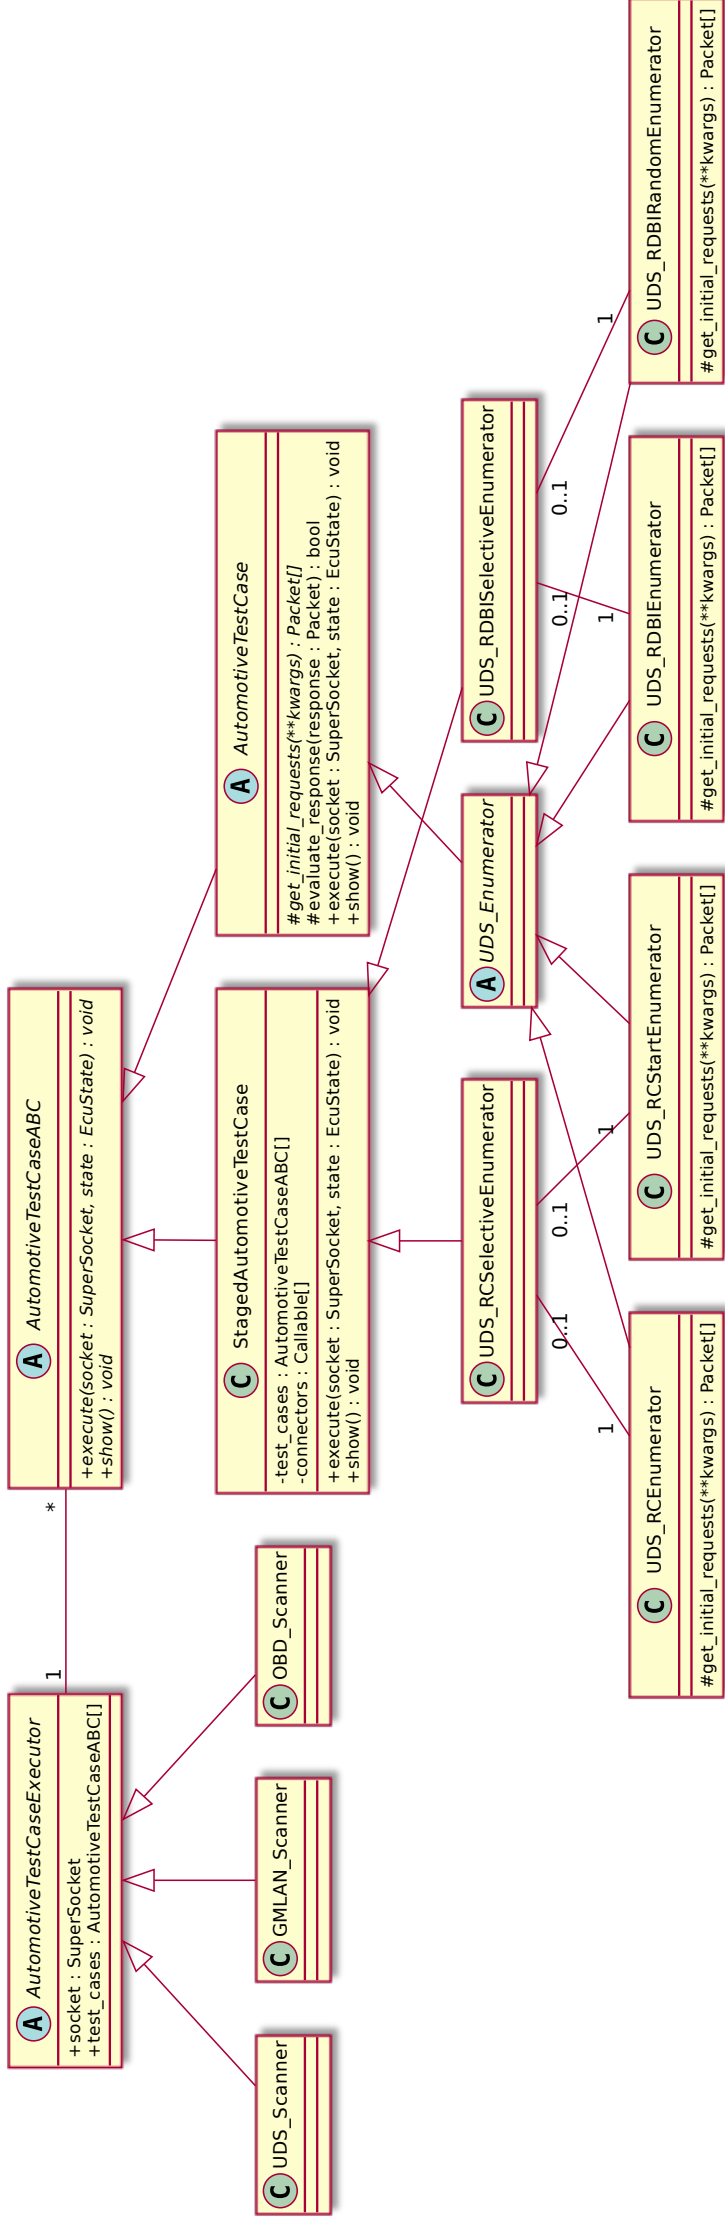 A AutomotiveTestCaseExecutor
+socket : SuperSocket
+test_cases : AutomotiveTestCaseABC[]
1
*
A AutomotiveTestCaseABC
+execute(socket : SuperSocket, state : EcuState) : void
+show() : void
C UDS_Scanner
C GMLAN_Scanner
C OBD_Scanner
C StagedAutomotiveTestCase
-test_cases : AutomotiveTestCaseABC[]
-connectors : Callable[]
+execute(socket : SuperSocket, state : EcuState) : void
+show() : void
A AutomotiveTestCase
#get_initial_requests(**kwargs) : Packet[]
#evaluate_response(response : Packet) : bool
+execute(socket : SuperSocket, state : EcuState) : void
+show() : void
C UDS_RCSelectiveEnumerator
A UDS_Enumerator
C UDS_RDBISelectiveEnumerator
0..1
0..1
0..1
0..1
1
1
1
1
C UDS_RCEnumerator
#get_initial_requests(**kwargs) : Packet[]
C UDS_RCStartEnumerator
#get_initial_requests(**kwargs) : Packet[]
C UDS_RDBIEnumerator
#get_initial_requests(**kwargs) : Packet[]
C UDS_RDBIRandomEnumerator
#get_initial_requests(**kwargs) : Packet[]